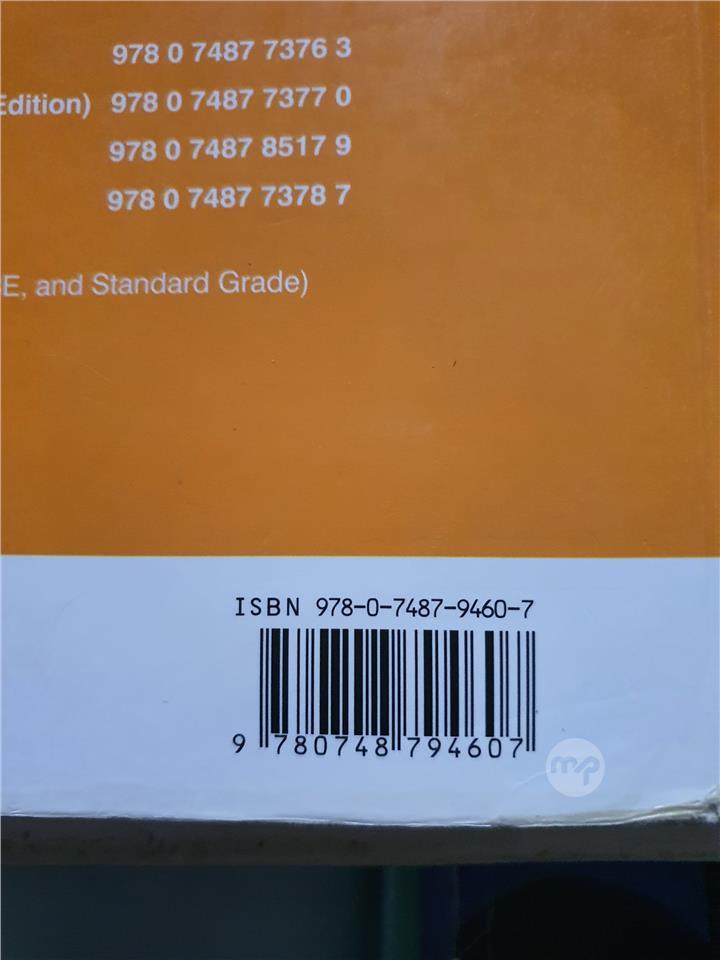 978 0 7487 7376 3
Edition) 978 0 7487 7377 0
978 0 7487 8517 9
978 0 7487 7378 7
E, and Standard Grade)
ISBN 978-0-7487-9460-7
9 780748 794607
mp